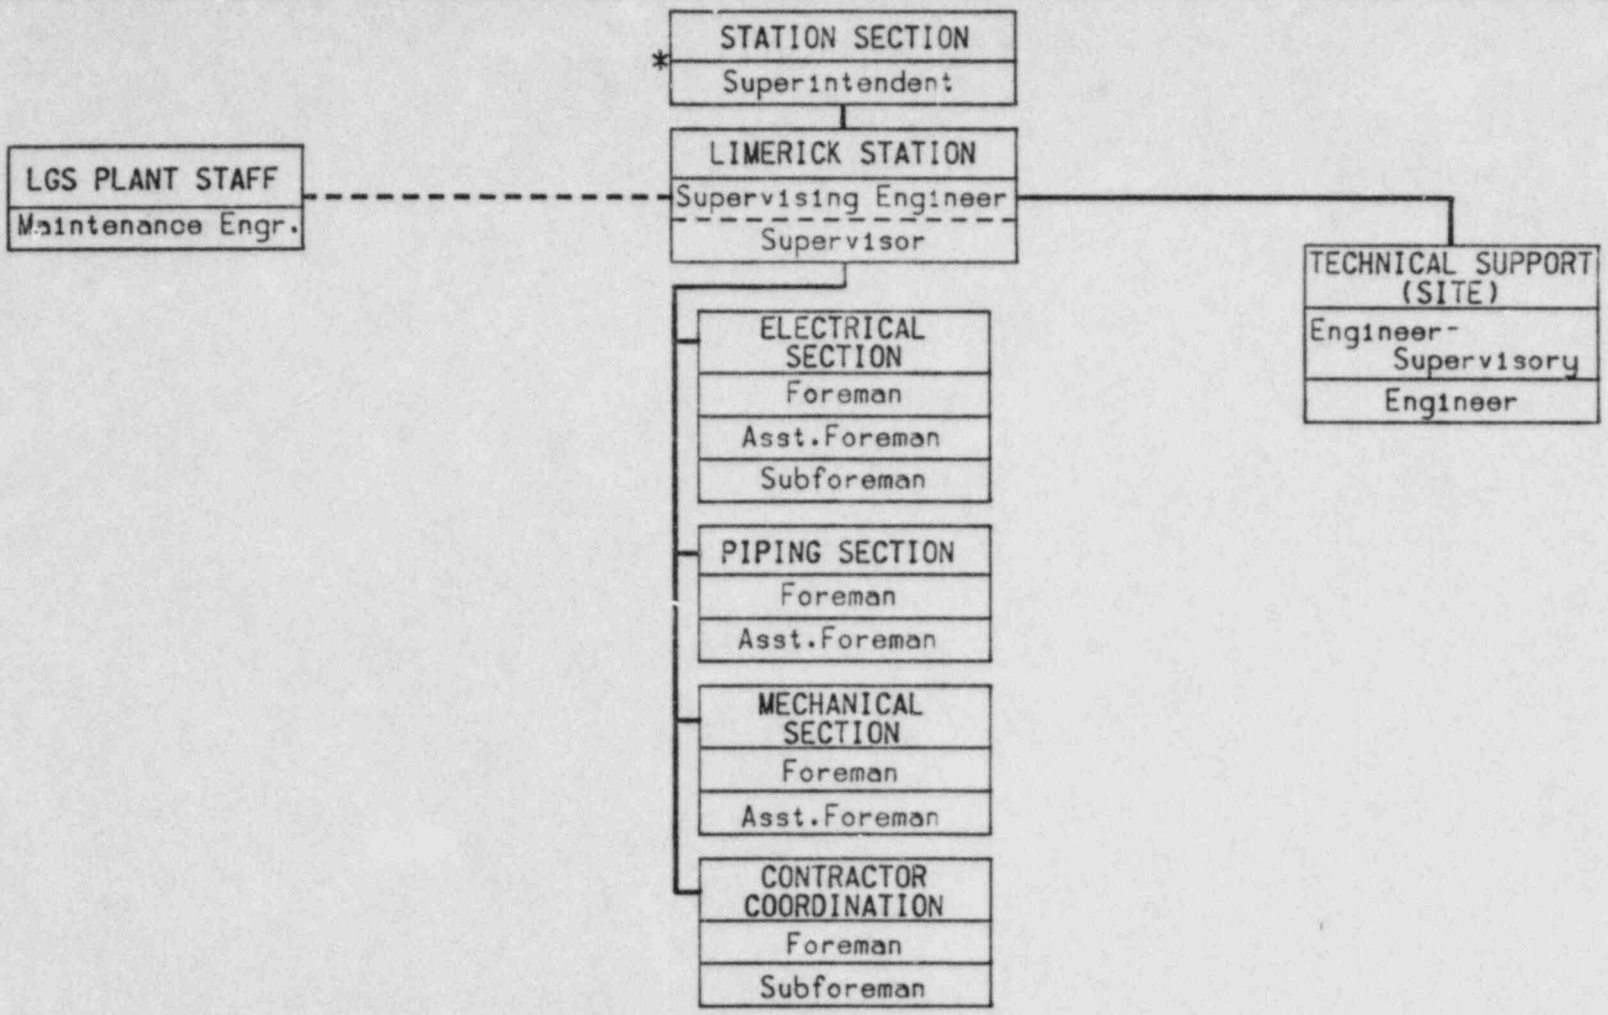 STATION SECTION
*
Superintendent
LIMERICK STATION
Supervising Engineer
Supervisor
LGS PLANT STAFF
Maintenance Engr.
TECHNICAL SUPPORT
(SITE)
Engineer-
Supervisory
Engineer
ELECTRICAL
SECTION
Foreman
Asst.Foreman
Subforeman
PIPING SECTION
Foreman
Asst.Foreman
MECHANICAL
SECTION
Foreman
Asst.Foreman
CONTRACTOR
COORDINATION
Foreman
Subforeman